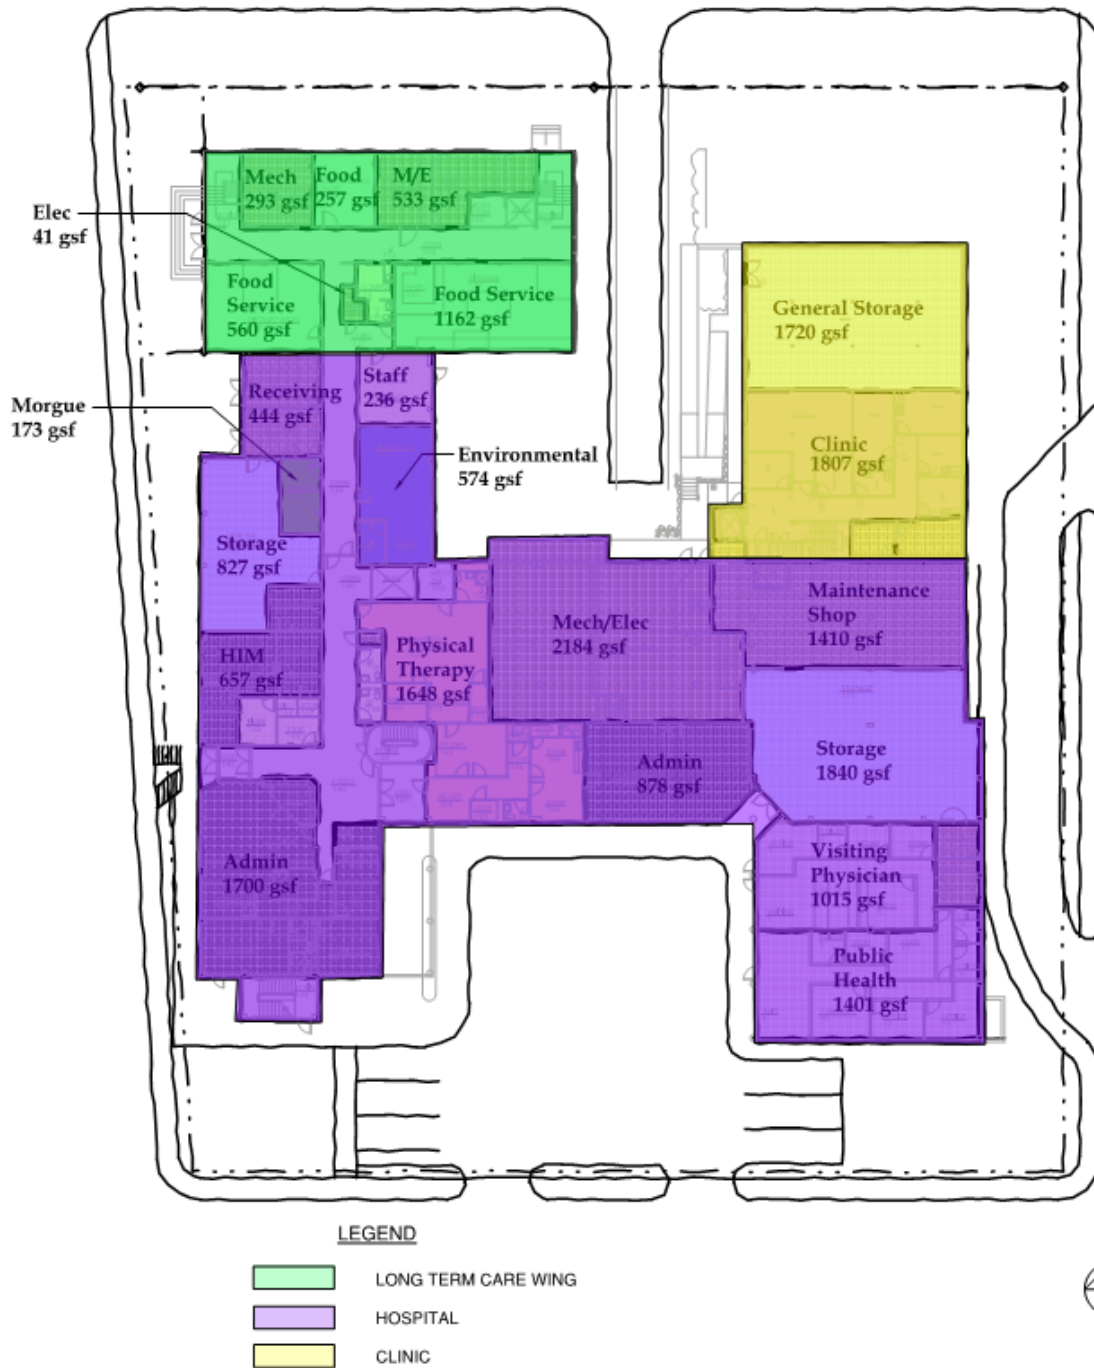 Mech
293 gsf
Food
257 gsf
M/E
533 gsf
Elec
41 gsf
Food
Service
560 gsf
Food Service
1162 gsf
General Storage
1720 gsf
Receiving
444 gsf
Staff
236 gsf
Morgue
173 gsf
Environmental
574 gsf
Clinic
1807 gsf
Storage
827 gsf
Maintenance
Shop
1410 gsf
Mech/Elec
2184 gsf
Physical
Therapy
1648 gsf
HIM
657 gsf
Storage
1840 gsf
Admin
878 gsf
Admin
1700 gsf
Visiting
Physician
1015 gsf
Public
Health
1401 gsf
LEGEND
LONG TERM CARE WING
HOSPITAL
CLINIC